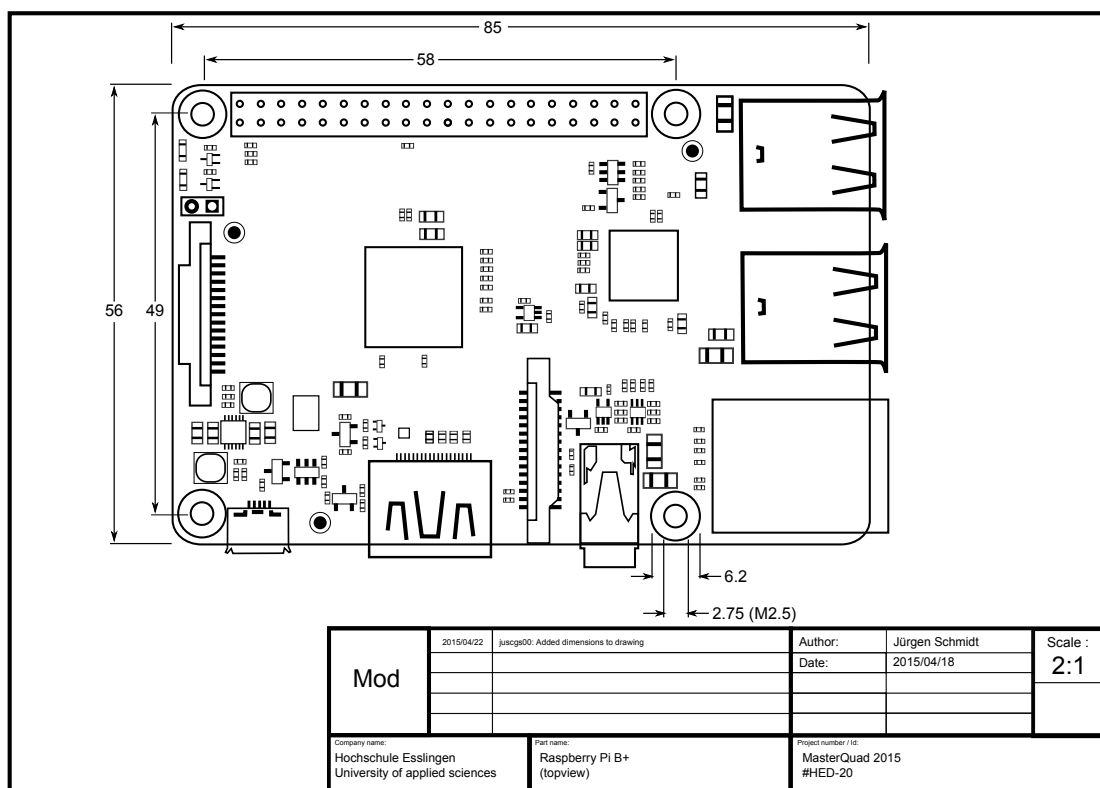 85
58
56
49
6.2
2.75 (M2.5)
Mod
2015/04/22
juscgs00: Added dimensions to drawing
Author:
Jürgen Schmidt
Date:
2015/04/18
Scale :
2:1
Company name:
Hochschule Esslingen
University of applied sciences
Part name:
Raspberry Pi B+
(topview)
Project number / Id:
MasterQuad 2015
#HED-20